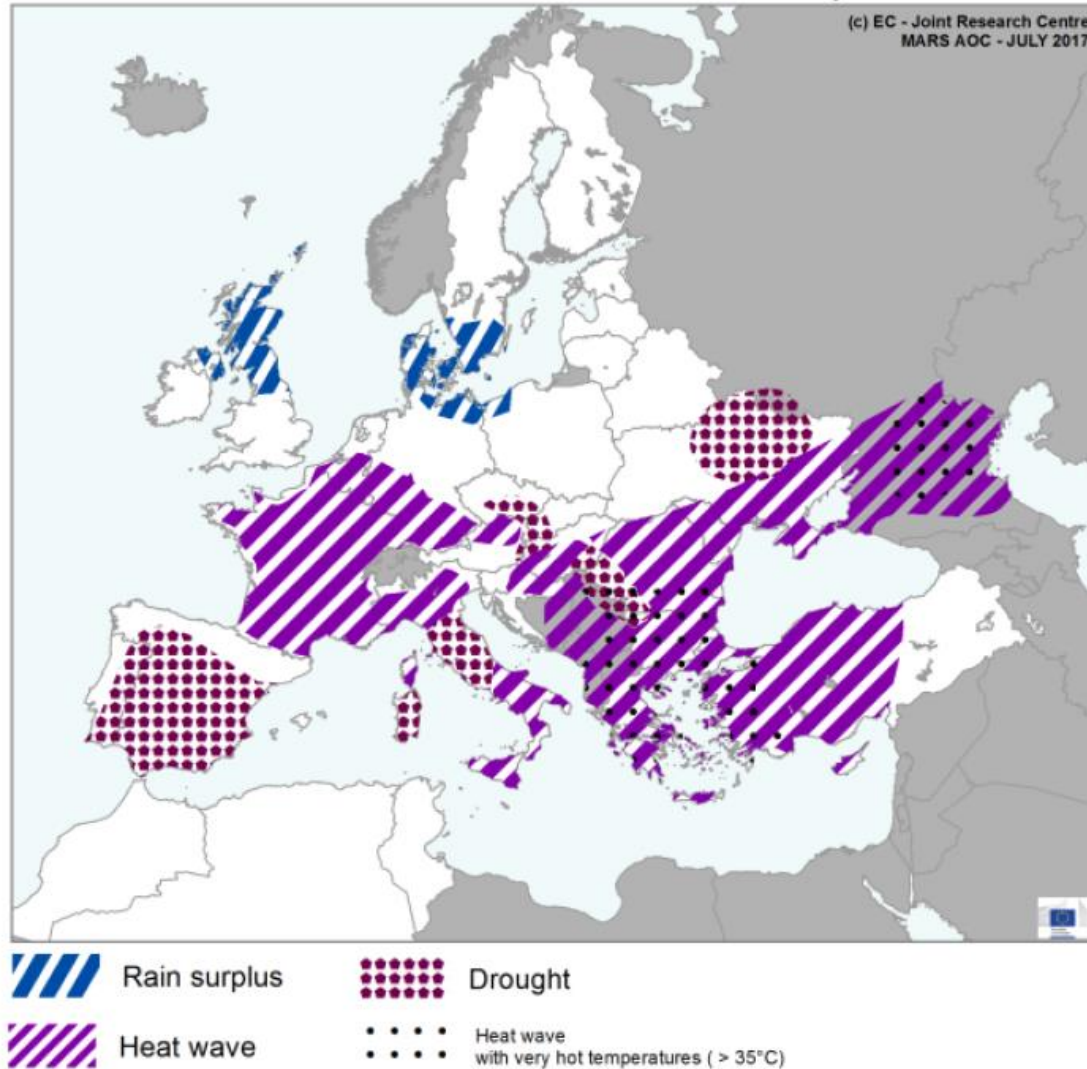 (c) EC - Joint Research Centre
MARS AOC - JULY 2017
Rain surplus
Drought
Heat wave
Heat wave
with very hot temperatures ( > 35°C)